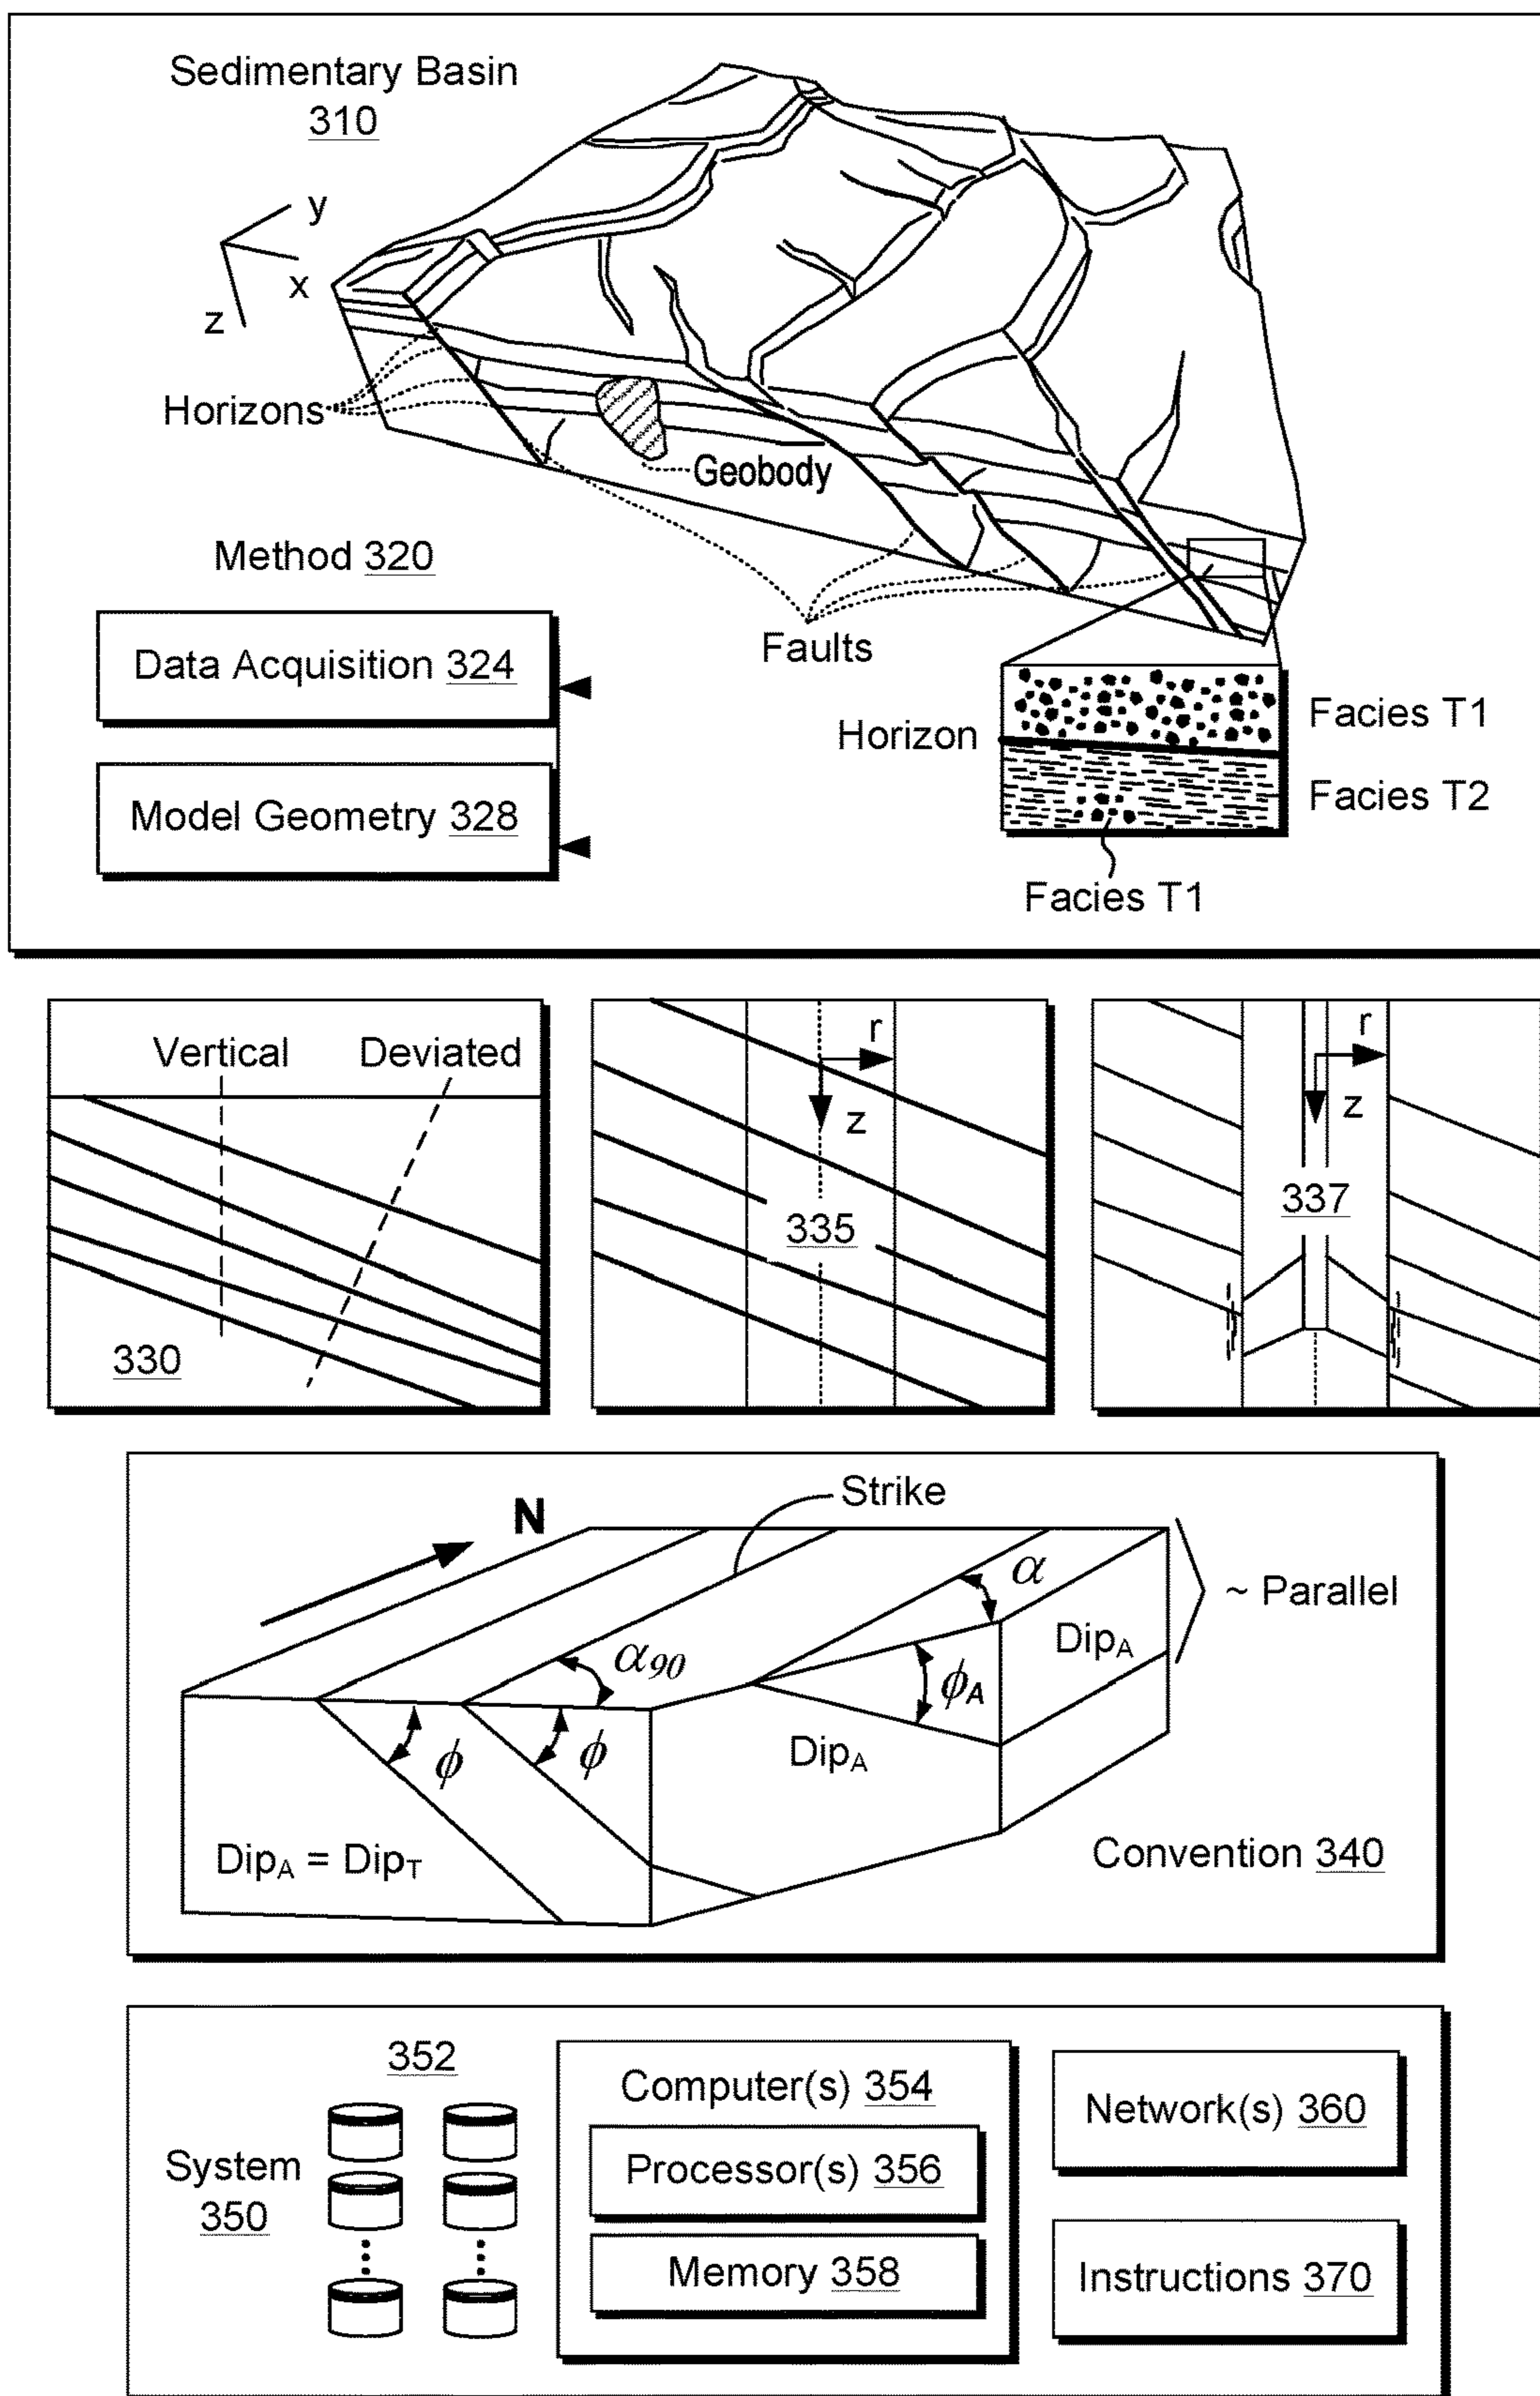 Sedimentary Basin
310
y
x
z
Horizons
Geobody
Method 320
Faults
Data Acquisition 324
Model Geometry 328
Horizon
Facies T1
Facies T2
Facies T1
Vertical
Deviated
330
r
z
335
r
z
337
Strike
N
α
~ Parallel
DipA
α90
ϕA
ϕ
ϕ
DipA
DipA = DipT
Convention 340
352
System
350
Computer(s) 354
Processor(s) 356
Memory 358
Network(s) 360
Instructions 370